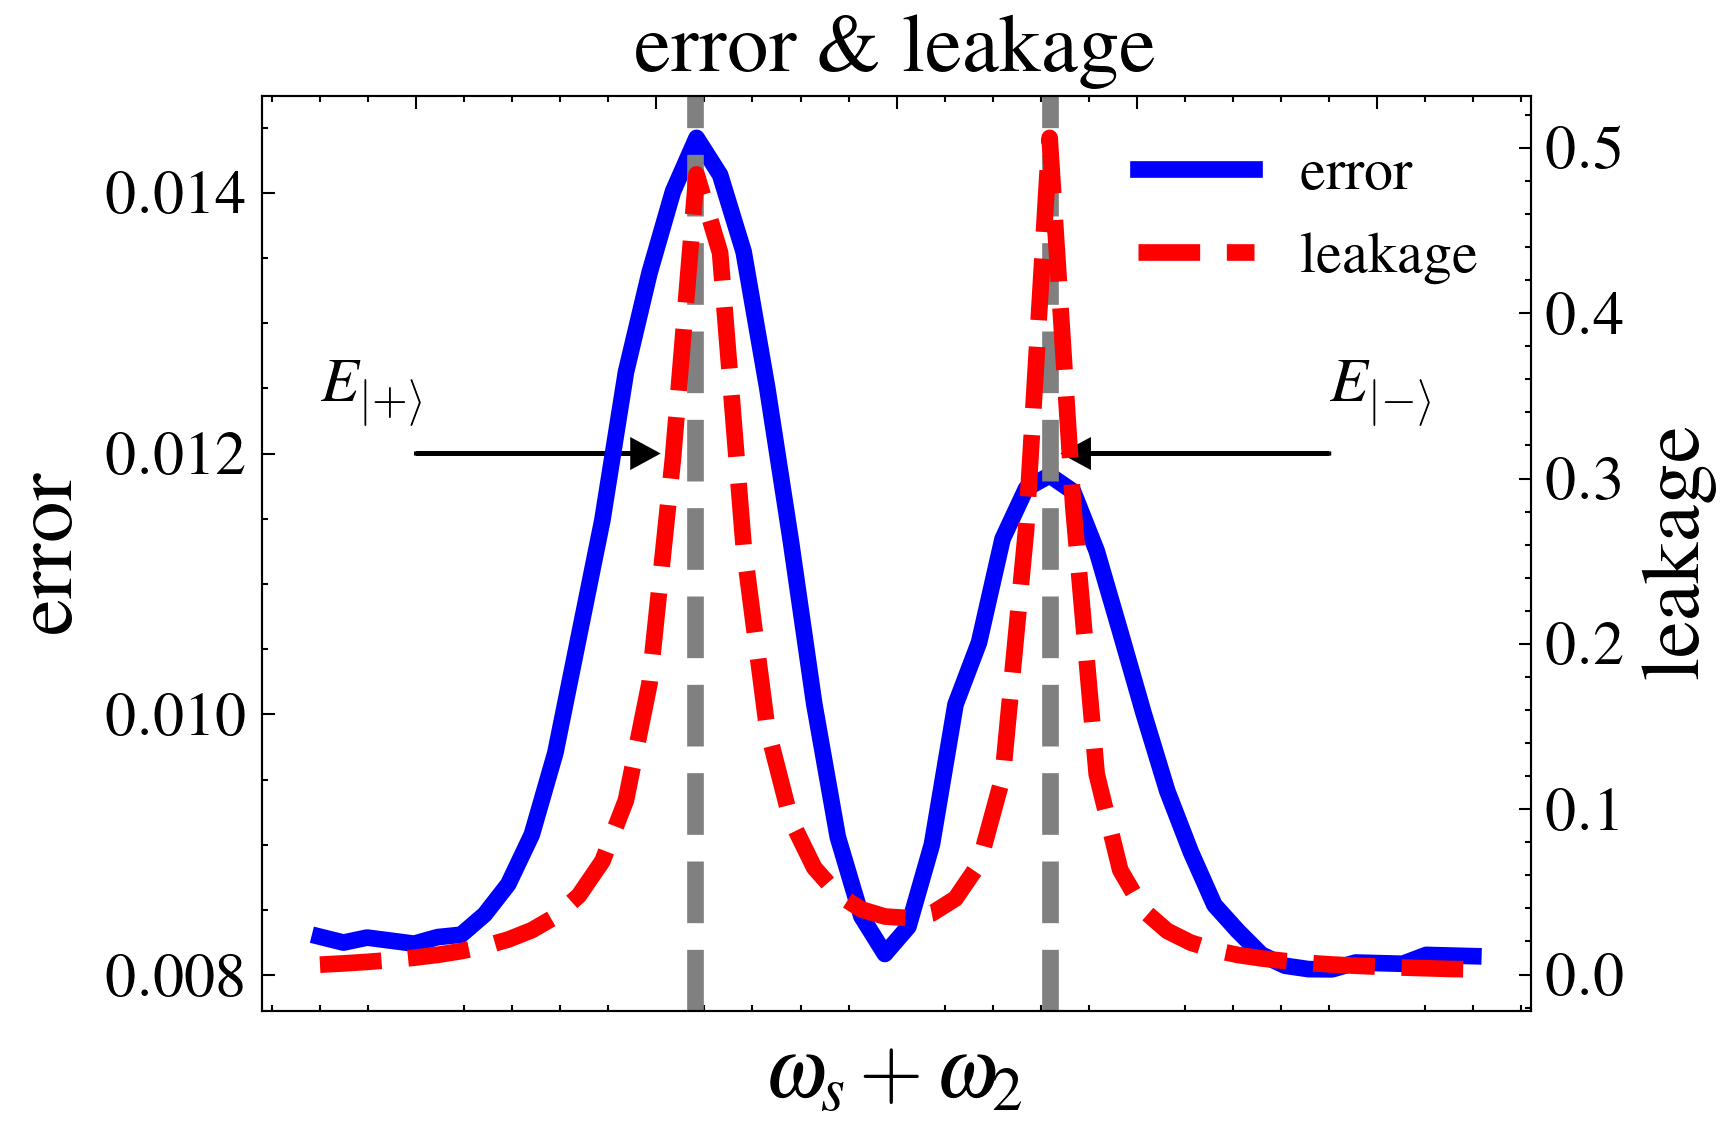 error & leakage
error
leakage
E|+⟩
E|−⟩
0.014
0.012
0.010
0.008
0.5
0.4
0.3
0.2
0.1
0.0
error
leakage
ωs + ω2